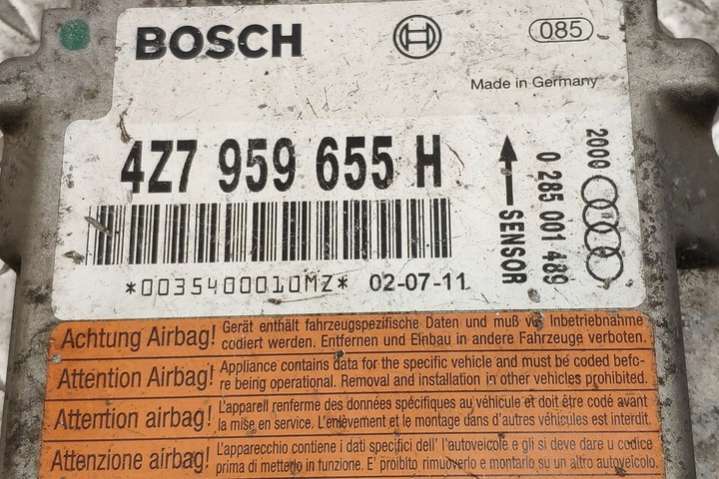 BOSCH
085
Made in Germany
4Z7 959 655 H
SENSOR
0 285 001 489
2000
*0035400010MZ* 02-07-11
Achtung Airbag! Gerät enthält fahrzeugspezifische Daten und muß vor Inbetriebnahme
codiert werden. Entfernen und Einbau in andere Fahrzeuge verboten.
Attention Airbag! Appliance contains data for the specific vehicle and must be coded befo-
re being operational. Removal and installation in other vehicles prohibited.
Attention airbag! L'appareil renferme des données spécifiques au véhicule et doit être codé avant
la mise en service. L'enlèvement et le montage dans d'autres véhicules est interdit.
Attenzione airbag! L'apparecchio contiene i dati specifici dell' l'autoveicole e gli si deve dare u codice
prima di metterlo in funzione. E' proibito rimuoverlo e montarlo su un altro autoveicolo.